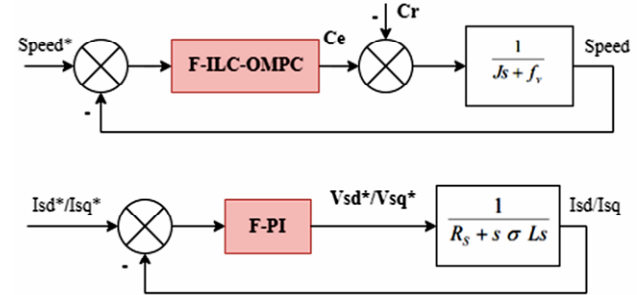 Speed*
-
F-ILC-OMPC
Ce
-
Cr
1
Js + fv
Speed
-
Isd*/Isq*
-
F-PI
Vsd*/Vsq*
1
RS + s σ Ls
Isd/Isq